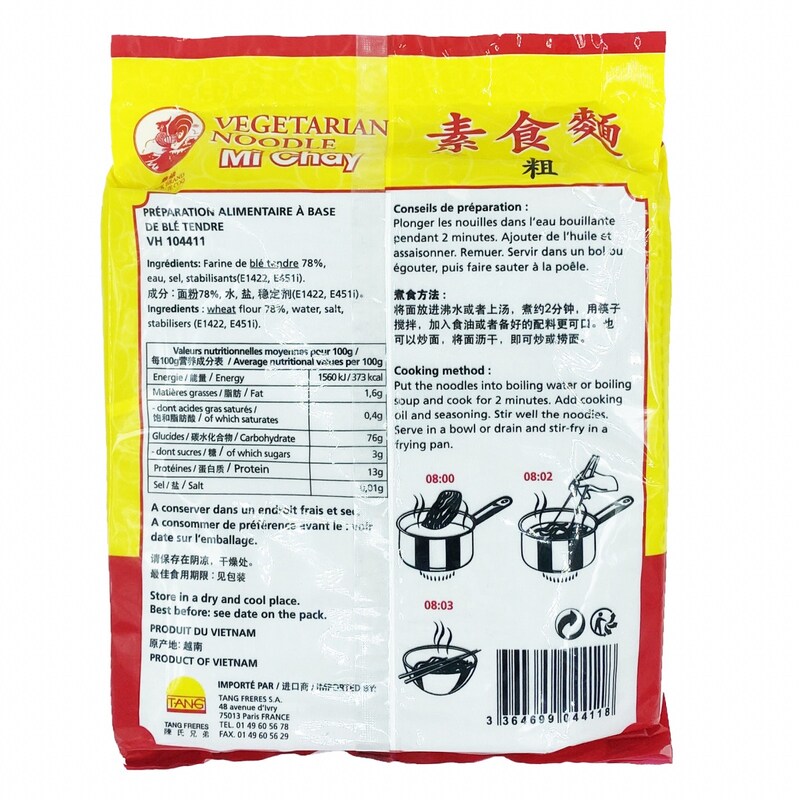 VEGETARIAN
NOODLE
Mì Chay
素食麵
粗
PRÉPARATION ALIMENTAIRE À BASE
DE BLÉ TENDRE
VH 104411
Ingrédients: Farine de blé tendre 78%,
eau, sel, stabilisants(E1422, E451i).
成分：面粉78%, 水, 盐, 稳定剂(E1422, E451i)。
Ingredients : wheat flour 78%, water, salt,
stabilisers (E1422, E451i).
Valeurs nutritionnelles moyennes pour 100g /
每100g营养成分表 / Average nutritional values per 100g
Energie / 能量 / Energy 1560 kJ / 373 kcal
Matières grasses / 脂肪 / Fat 1,6g
- dont acides gras saturés /
饱和脂肪酸 / of which saturates 0,4g
Glucides / 碳水化合物 / Carbohydrate 76g
- dont sucres / 糖 / of which sugars 3g
Protéines / 蛋白质 / Protein 13g
Sel / 盐 / Salt 0,01g
A conserver dans un endroit frais et sec.
A consommer de préférence avant le : voir
date sur l'emballage.
请保存在阴凉，干燥处。
最佳食用期限：见包装
Store in a dry and cool place.
Best before: see date on the pack.
PRODUIT DU VIETNAM
原产地: 越南
PRODUCT OF VIETNAM
TANG
TANG FRERES
陳氏兄弟
IMPORTÉ PAR / 进口商 / IMPORTED BY:
TANG FRERES S.A.
48 avenue d'Ivry
75013 Paris FRANCE
TEL. 01 49 60 56 78
FAX. 01 49 60 56 29
Conseils de préparation :
Plonger les nouilles dans l'eau bouillante
pendant 2 minutes. Ajouter de l'huile et
assaisonner. Remuer. Servir dans un bol ou
égoutter, puis faire sauter à la poêle.
煮食方法：
将面放进沸水或者上汤，煮约2分钟，用筷子
搅拌，加入食油或者备好的配料更可口。也
可以炒面，将面沥干，即可炒或捞面。
Cooking method :
Put the noodles into boiling water or boiling
soup and cook for 2 minutes. Add cooking
oil and seasoning. Stir well the noodles.
Serve in a bowl or drain and stir-fry in a
frying pan.
08:00
08:02
08:03
3 364699 044118